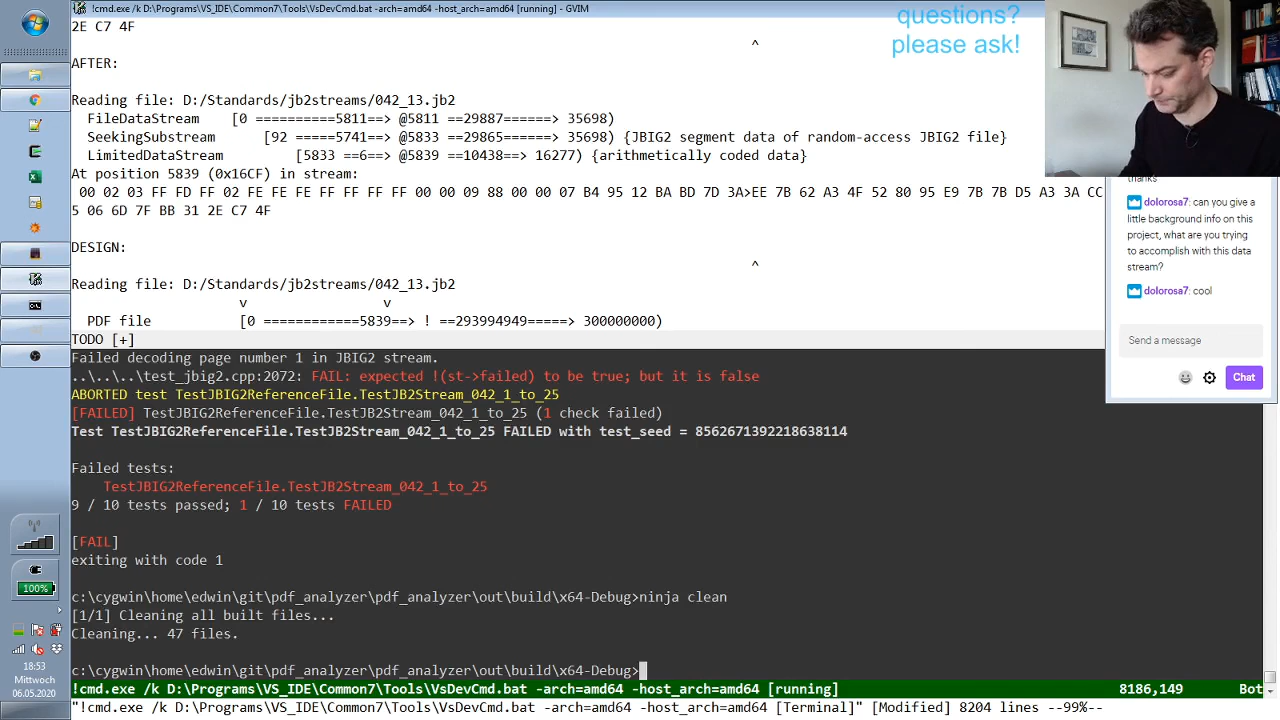 !cmd.exe /k D:\Programs\VS_IDE\Common7\Tools\VsDevCmd.bat -arch=amd64 -host_arch=amd64 [running] - GVIM
2E C7 4F
^
AFTER:
Reading file: D:/Standards/jb2streams/042_13.jb2
FileDataStream    [0 ==========5811==> @5811 ==29887======> 35698)
SeekingSubstream      [92 =====5741==> @5833 ==29865======> 35698) {JBIG2 segment data of random-access JBIG2 file}
LimitedDataStream         [5833 ==6==> @5839 ==10438==> 16277) {arithmetically coded data}
At position 5839 (0x16CF) in stream:
00 02 03 FF FD FF 02 FE FE FE FF FF FF FF 00 00 09 88 00 00 07 B4 95 12 BA BD 7D 3A>EE 7B 62 A3 4F 52 80 95 E9 7B 7B D5 A3 3A CC
5 06 6D 7F BB 31 2E C7 4F
DESIGN:
^
Reading file: D:/Standards/jb2streams/042_13.jb2
v                 v
PDF file           [0 ============5839==> ! ==293994949=====> 300000000)
TODO [+]
Failed decoding page number 1 in JBIG2 stream.
..\..\..\test_jbig2.cpp:2072: FAIL: expected !(st->failed) to be true; but it is false
ABORTED test TestJBIG2ReferenceFile.TestJB2Stream_042_1_to_25
[FAILED] TestJBIG2ReferenceFile.TestJB2Stream_042_1_to_25 (1 check failed)
Test TestJBIG2ReferenceFile.TestJB2Stream_042_1_to_25 FAILED with test_seed = 8562671392218638114
Failed tests:
TestJBIG2ReferenceFile.TestJB2Stream_042_1_to_25
9 / 10 tests passed; 1 / 10 tests FAILED
[FAIL]
exiting with code 1
c:\cygwin\home\edwin\git\pdf_analyzer\pdf_analyzer\out\build\x64-Debug>ninja clean
[1/1] Cleaning all built files...
Cleaning... 47 files.
c:\cygwin\home\edwin\git\pdf_analyzer\pdf_analyzer\out\build\x64-Debug>
!cmd.exe /k D:\Programs\VS_IDE\Common7\Tools\VsDevCmd.bat -arch=amd64 -host_arch=amd64 [running] 8186,149 Bot
"!cmd.exe /k D:\Programs\VS_IDE\Common7\Tools\VsDevCmd.bat -arch=amd64 -host_arch=amd64 [Terminal]" [Modified] 8204 lines --99%--
questions?
please ask!
thanks
dolorosa7: can you give a
little background info on this
project, what are you trying
to accomplish with this data
stream?
dolorosa7: cool
Send a message
Chat
100%
18:53
Mittwoch
06.05.2020